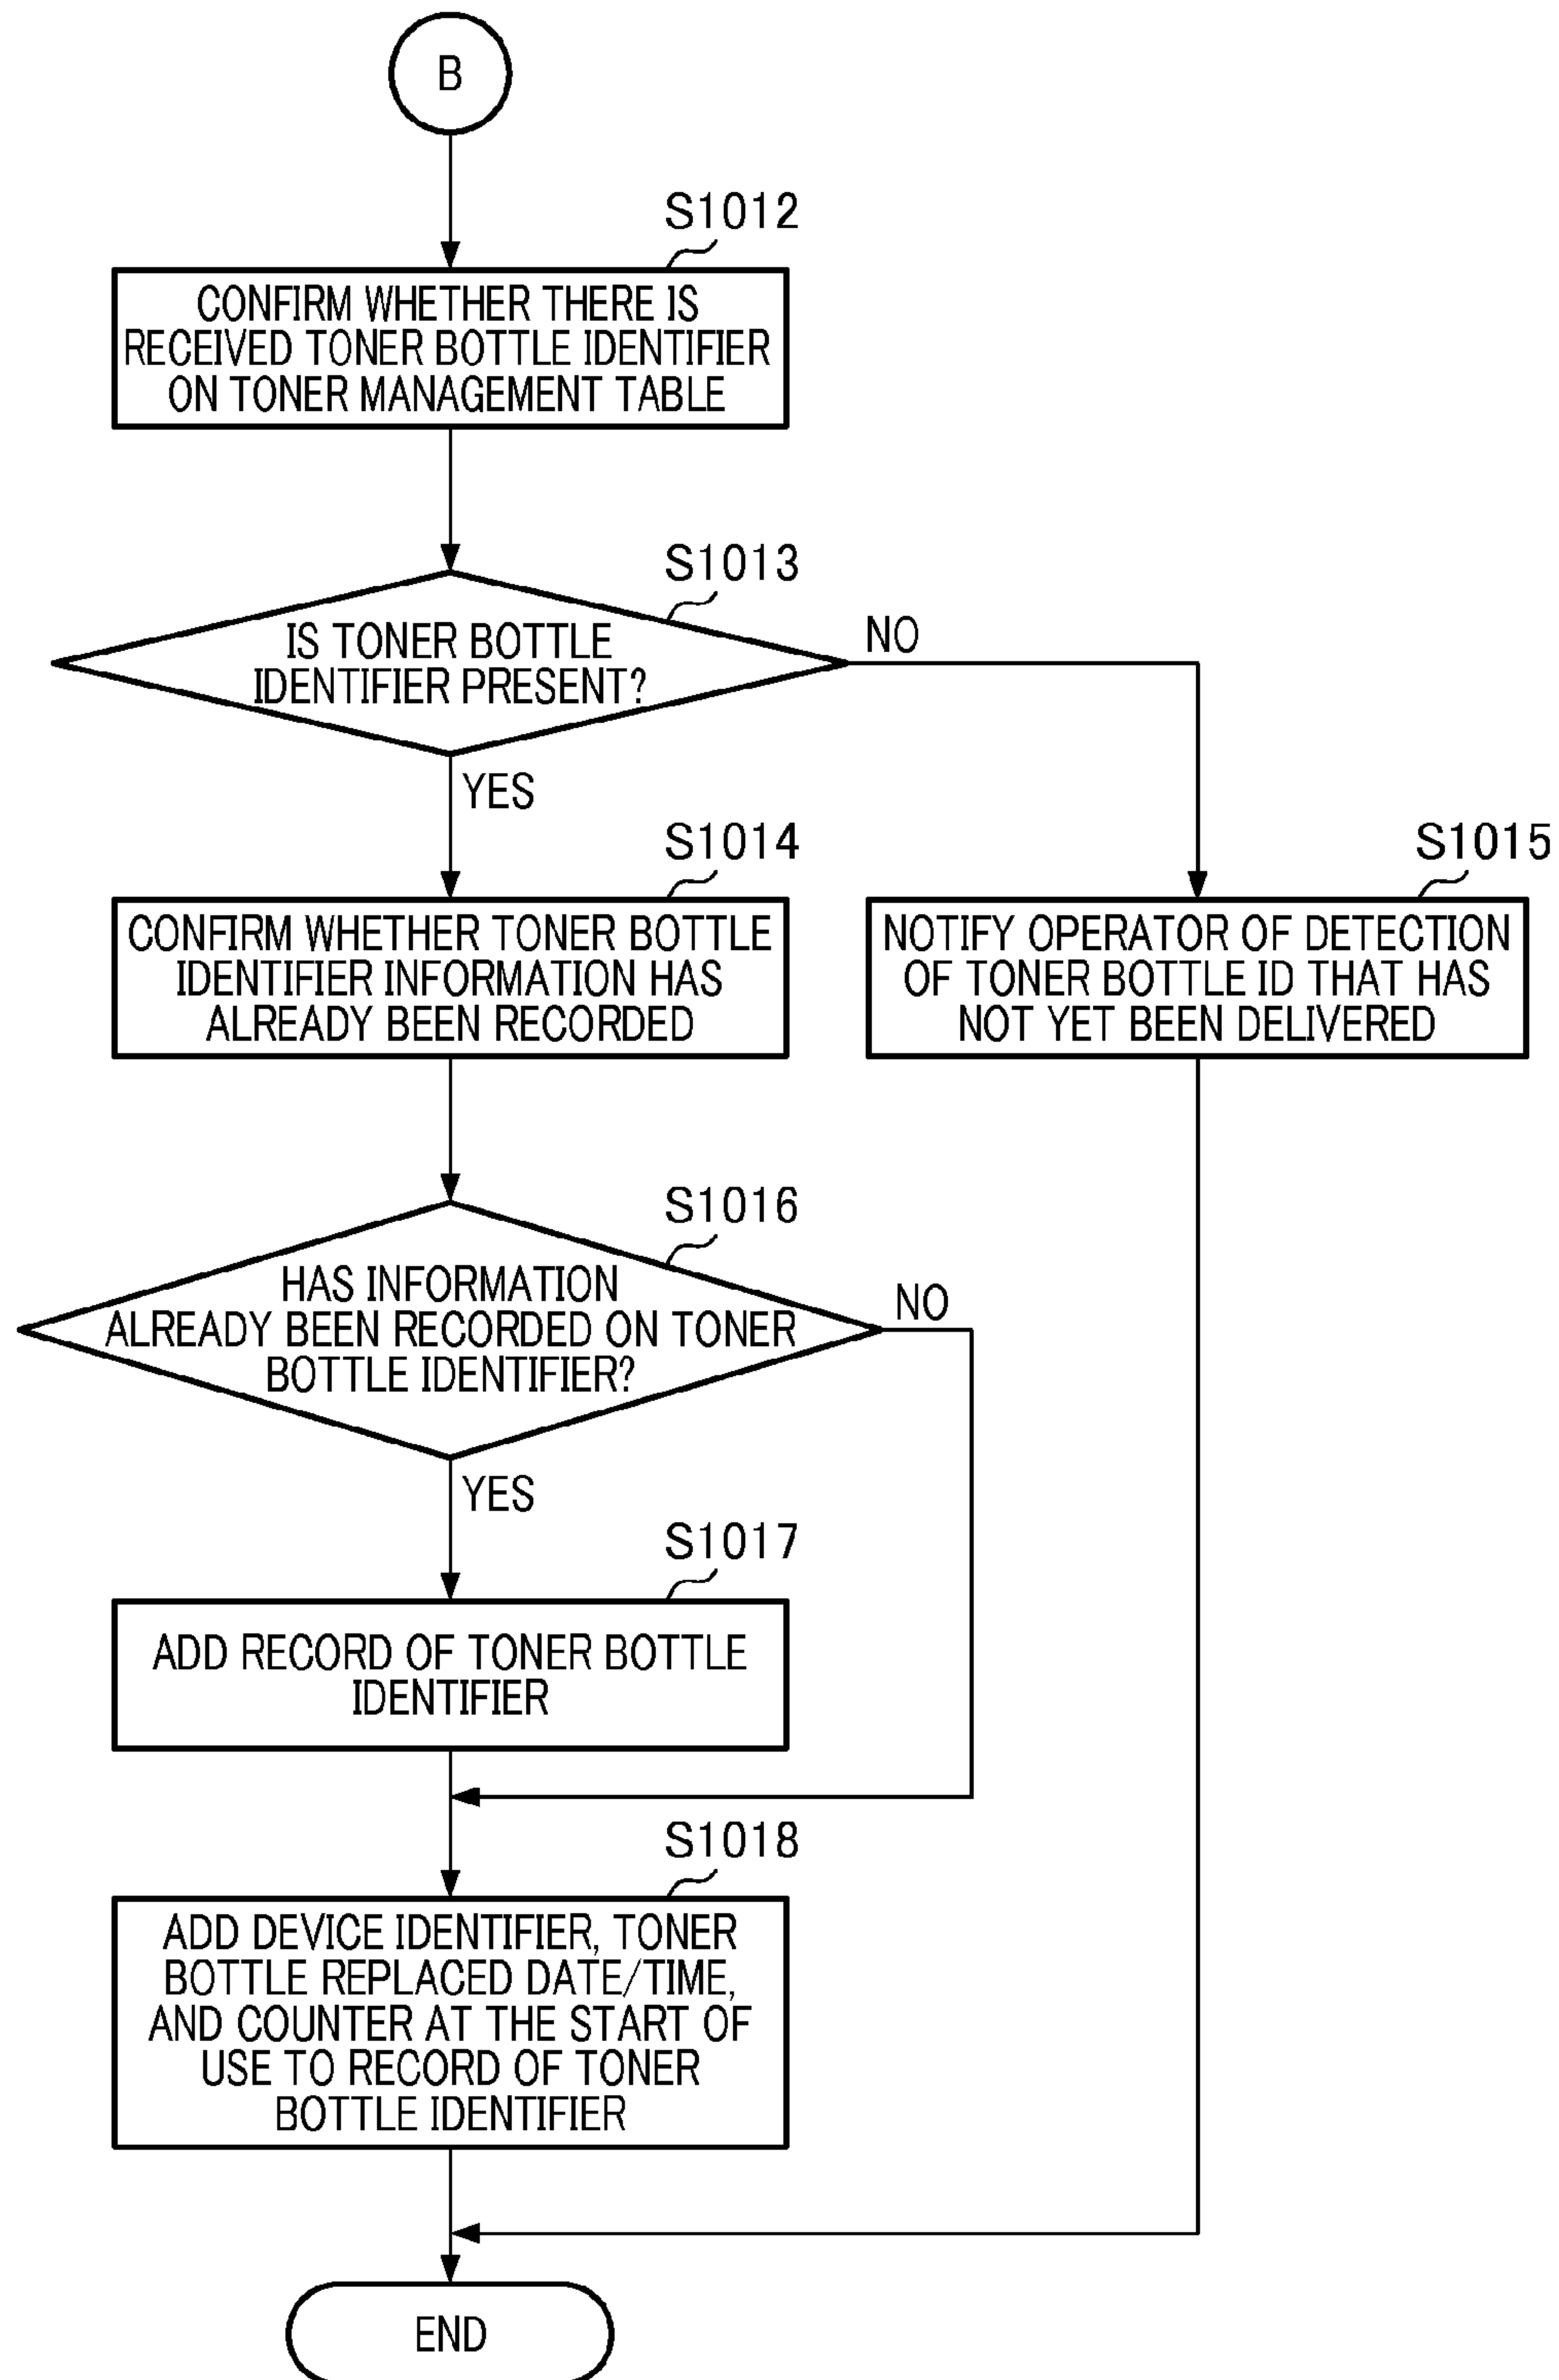 B
S1012
CONFIRM WHETHER THERE IS
RECEIVED TONER BOTTLE IDENTIFIER
ON TONER MANAGEMENT TABLE
S1013
IS TONER BOTTLE
IDENTIFIER PRESENT?
NO
YES
S1014
CONFIRM WHETHER TONER BOTTLE
IDENTIFIER INFORMATION HAS
ALREADY BEEN RECORDED
S1015
NOTIFY OPERATOR OF DETECTION
OF TONER BOTTLE ID THAT HAS
NOT YET BEEN DELIVERED
S1016
HAS INFORMATION
ALREADY BEEN RECORDED ON TONER
BOTTLE IDENTIFIER?
NO
YES
S1017
ADD RECORD OF TONER BOTTLE
IDENTIFIER
S1018
ADD DEVICE IDENTIFIER, TONER
BOTTLE REPLACED DATE/TIME,
AND COUNTER AT THE START OF
USE TO RECORD OF TONER
BOTTLE IDENTIFIER
END